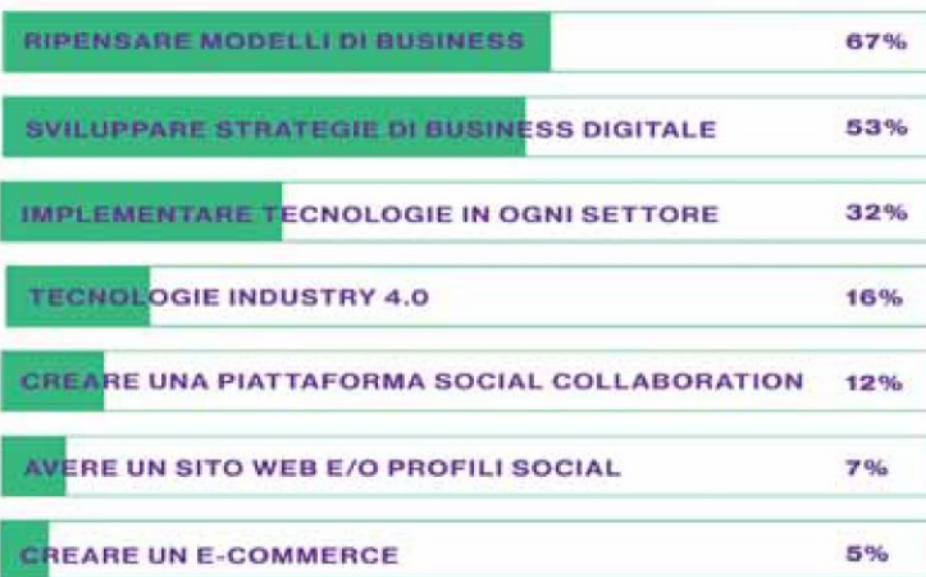 RIPENSARE MODELLI DI BUSINESS 67%
SVILUPPARE STRATEGIE DI BUSINESS DIGITALE 53%
IMPLEMENTARE TECNOLOGIE IN OGNI SETTORE 32%
TECNOLOGIE INDUSTRY 4.0 16%
CREARE UNA PIATTAFORMA SOCIAL COLLABORATION 12%
AVERE UN SITO WEB E/O PROFILI SOCIAL 7%
CREARE UN E-COMMERCE 5%